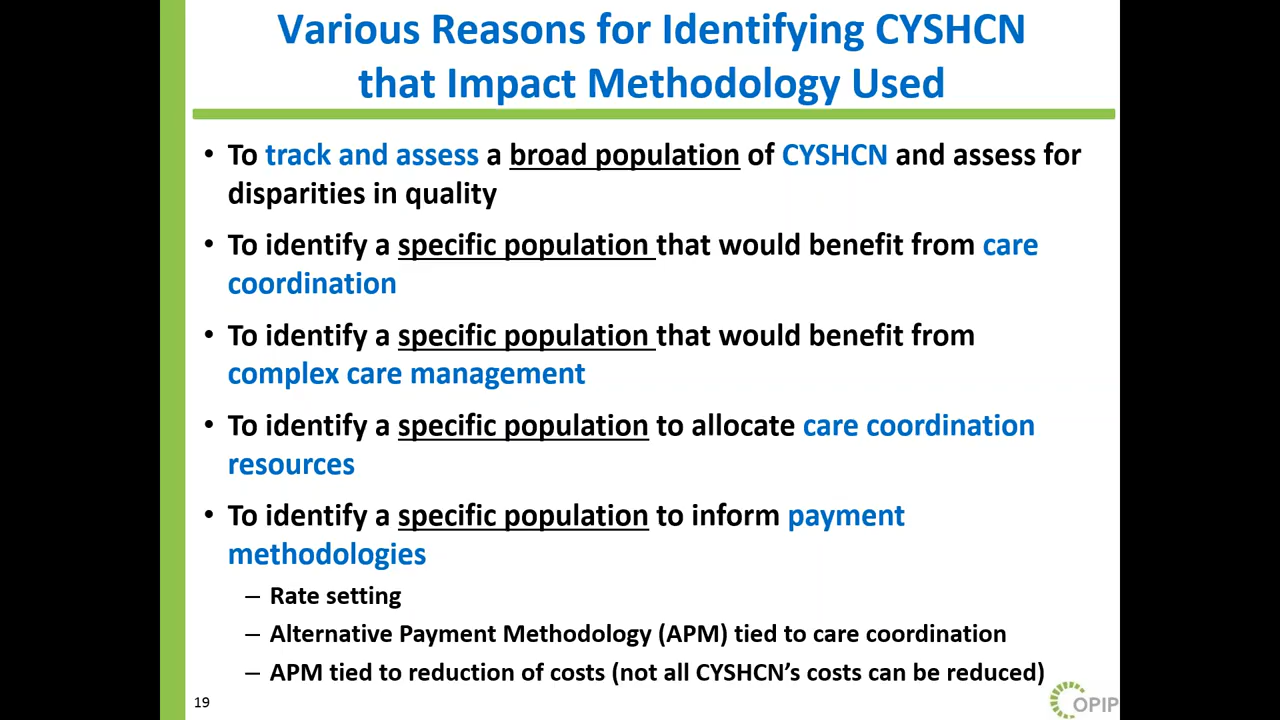 Various Reasons for Identifying CYSHCN
that Impact Methodology Used
• To track and assess a broad population of CYSHCN and assess for
disparities in quality
• To identify a specific population that would benefit from care
coordination
• To identify a specific population that would benefit from
complex care management
• To identify a specific population to allocate care coordination
resources
• To identify a specific population to inform payment
methodologies
– Rate setting
– Alternative Payment Methodology (APM) tied to care coordination
– APM tied to reduction of costs (not all CYSHCN's costs can be reduced)
19
OPIP